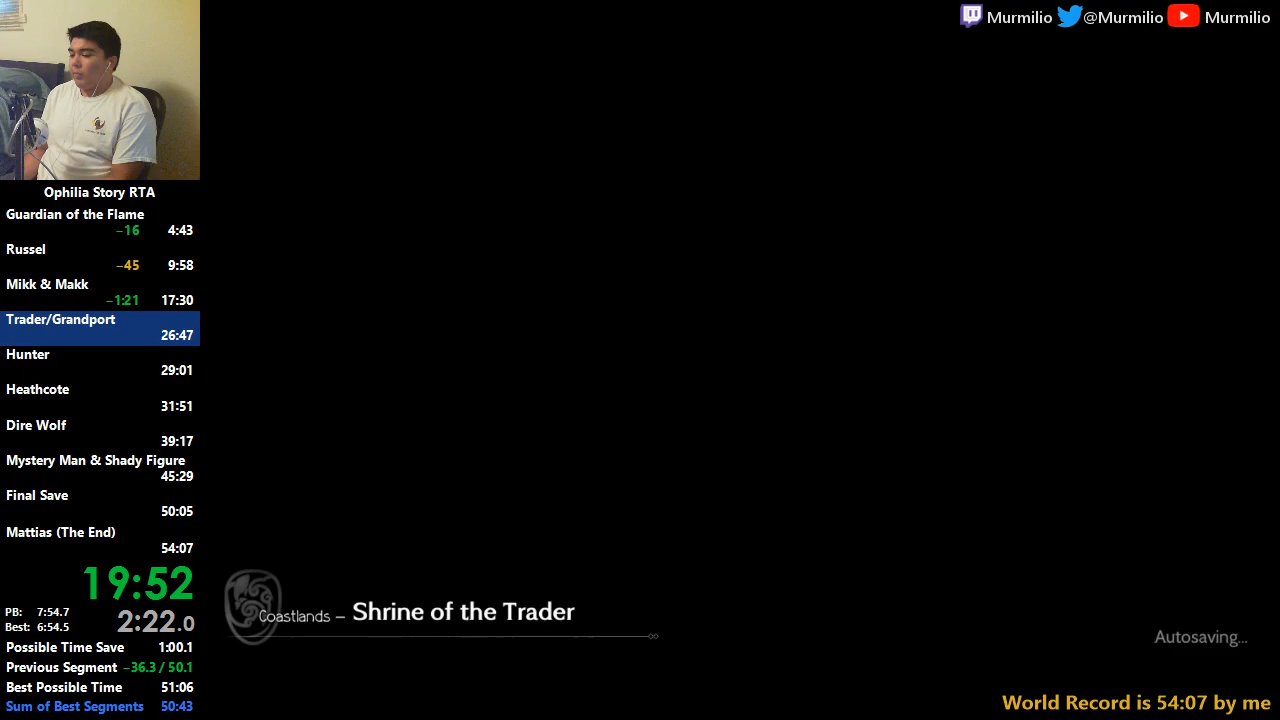 Murmilio @Murmilio Murmilio
Ophilia Story RTA
Guardian of the Flame
−16 4:43
Russel
−45 9:58
Mikk & Makk
−1:21 17:30
Trader/Grandport
26:47
Hunter
29:01
Heathcote
31:51
Dire Wolf
39:17
Mystery Man & Shady Figure
45:29
Final Save
50:05
Mattias (The End)
54:07
19:52
PB: 7:54.7
Best: 6:54.5
2:22.0
Possible Time Save 1:00.1
Previous Segment −36.3 / 50.1
Best Possible Time 51:06
Sum of Best Segments 50:43
Coastlands – Shrine of the Trader
Autosaving...
World Record is 54:07 by me